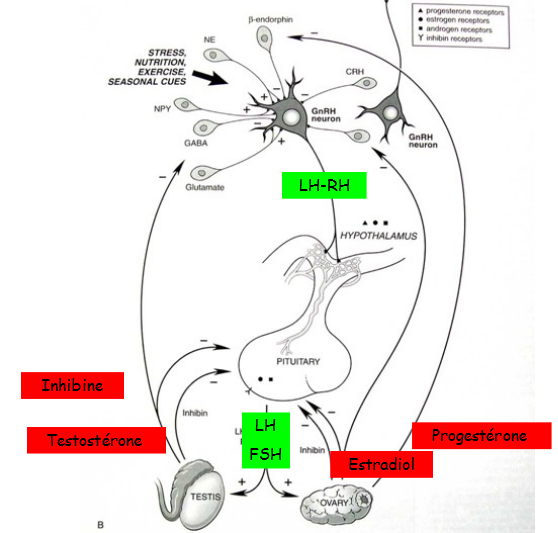 ▲ progesterone receptors
● estrogen receptors
■ androgen receptors
Y inhibin receptors
β-endorphin
NE
STRESS,
NUTRITION,
EXERCISE,
SEASONAL CUES
CRH
NPY
GnRH
neuron
GABA
GnRH
neuron
Glutamate
LH-RH
HYPOTHALAMUS
PITUITARY
Inhibine
Inhibin
LH
FSH
Testostérone
Inhibin
Progestérone
Estradiol
TESTIS
OVARY
B